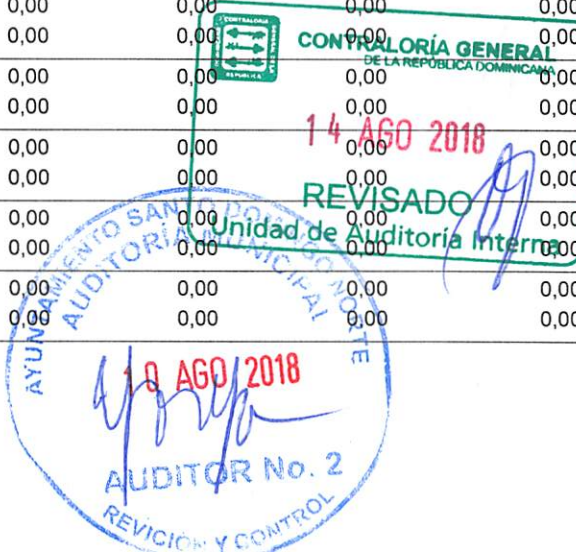 0,00 0,00 0,00 0,00
0,00 0,00 0,00 0,00
0,00 0,00 0,00 0,00
0,00 0,00 0,00 0,00
0,00 0,00 0,00 0,00
0,00 0,00 0,00 0,00
0,00 0,00 0,00 0,00
0,00 0,00 0,00 0,00
0,00 0,00 0,00 0,00
0,00 0,00 0,00 0,00
CONTRALORIA
REPUBLICA
CONTRALORÍA GENERAL
DE LA REPÚBLICA DOMINICANA
14 AGO 2018
REVISADO
Unidad de Auditoría Interna
AYUNTAMIENTO SANTO DOMINGO NORTE
AUDITORÍA MUNICIPAL
10 AGO 2018
AUDITOR No. 2
REVICIÓN Y CONTROL